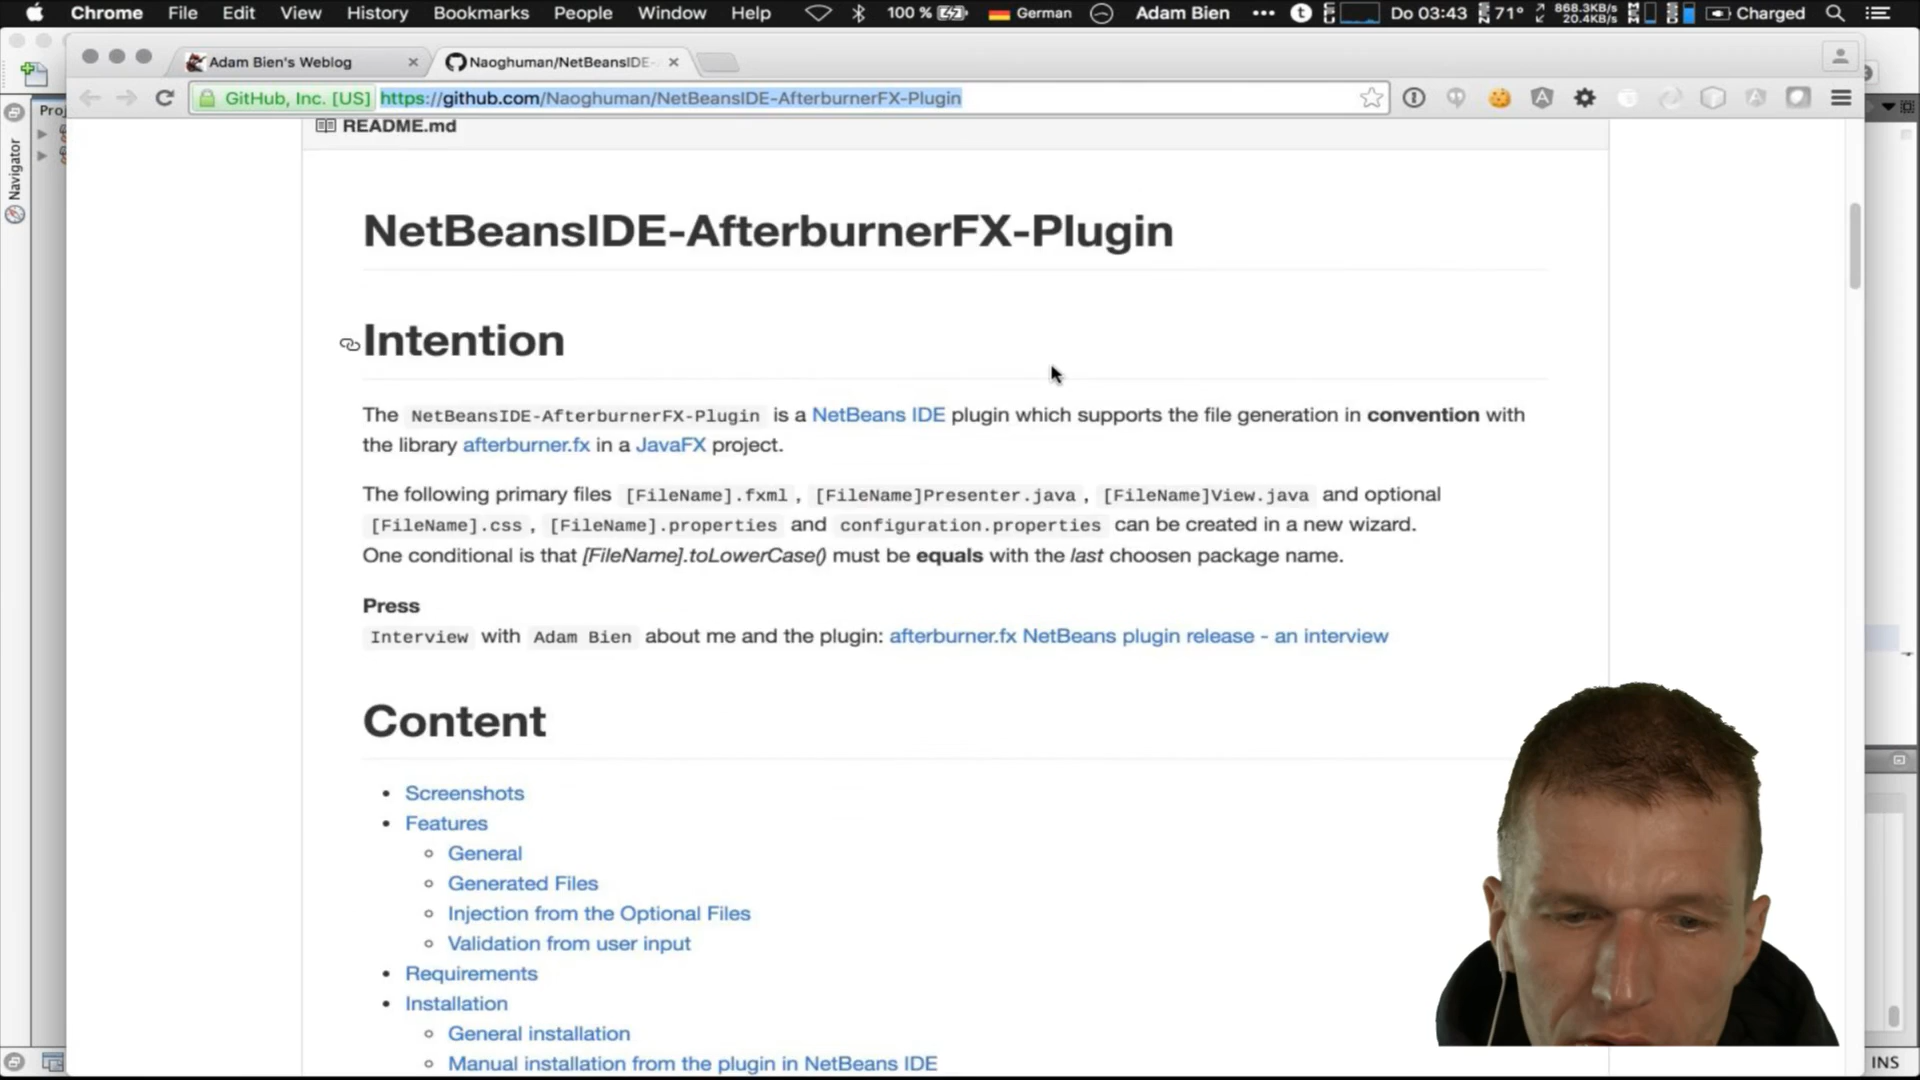 Chrome File Edit View History Bookmarks People Window Help 100 % German Adam Bien ••• Do 03:43 71° 868.3KB/s 20.4KB/s Charged
Adam Bien's Weblog × Naoghuman/NetBeansIDE- ×
GitHub, Inc. [US] https://github.com/Naoghuman/NetBeansIDE-AfterburnerFX-Plugin
Proj
Navigator
README.md
NetBeansIDE-AfterburnerFX-Plugin
Intention
The NetBeansIDE-AfterburnerFX-Plugin is a NetBeans IDE plugin which supports the file generation in convention with
the library afterburner.fx in a JavaFX project.
The following primary files [FileName].fxml, [FileName]Presenter.java, [FileName]View.java and optional
[FileName].css, [FileName].properties and configuration.properties can be created in a new wizard.
One conditional is that [FileName].toLowerCase() must be equals with the last choosen package name.
Press
Interview with Adam Bien about me and the plugin: afterburner.fx NetBeans plugin release - an interview
Content
• Screenshots
• Features
◦ General
◦ Generated Files
◦ Injection from the Optional Files
◦ Validation from user input
• Requirements
• Installation
◦ General installation
◦ Manual installation from the plugin in NetBeans IDE
INS